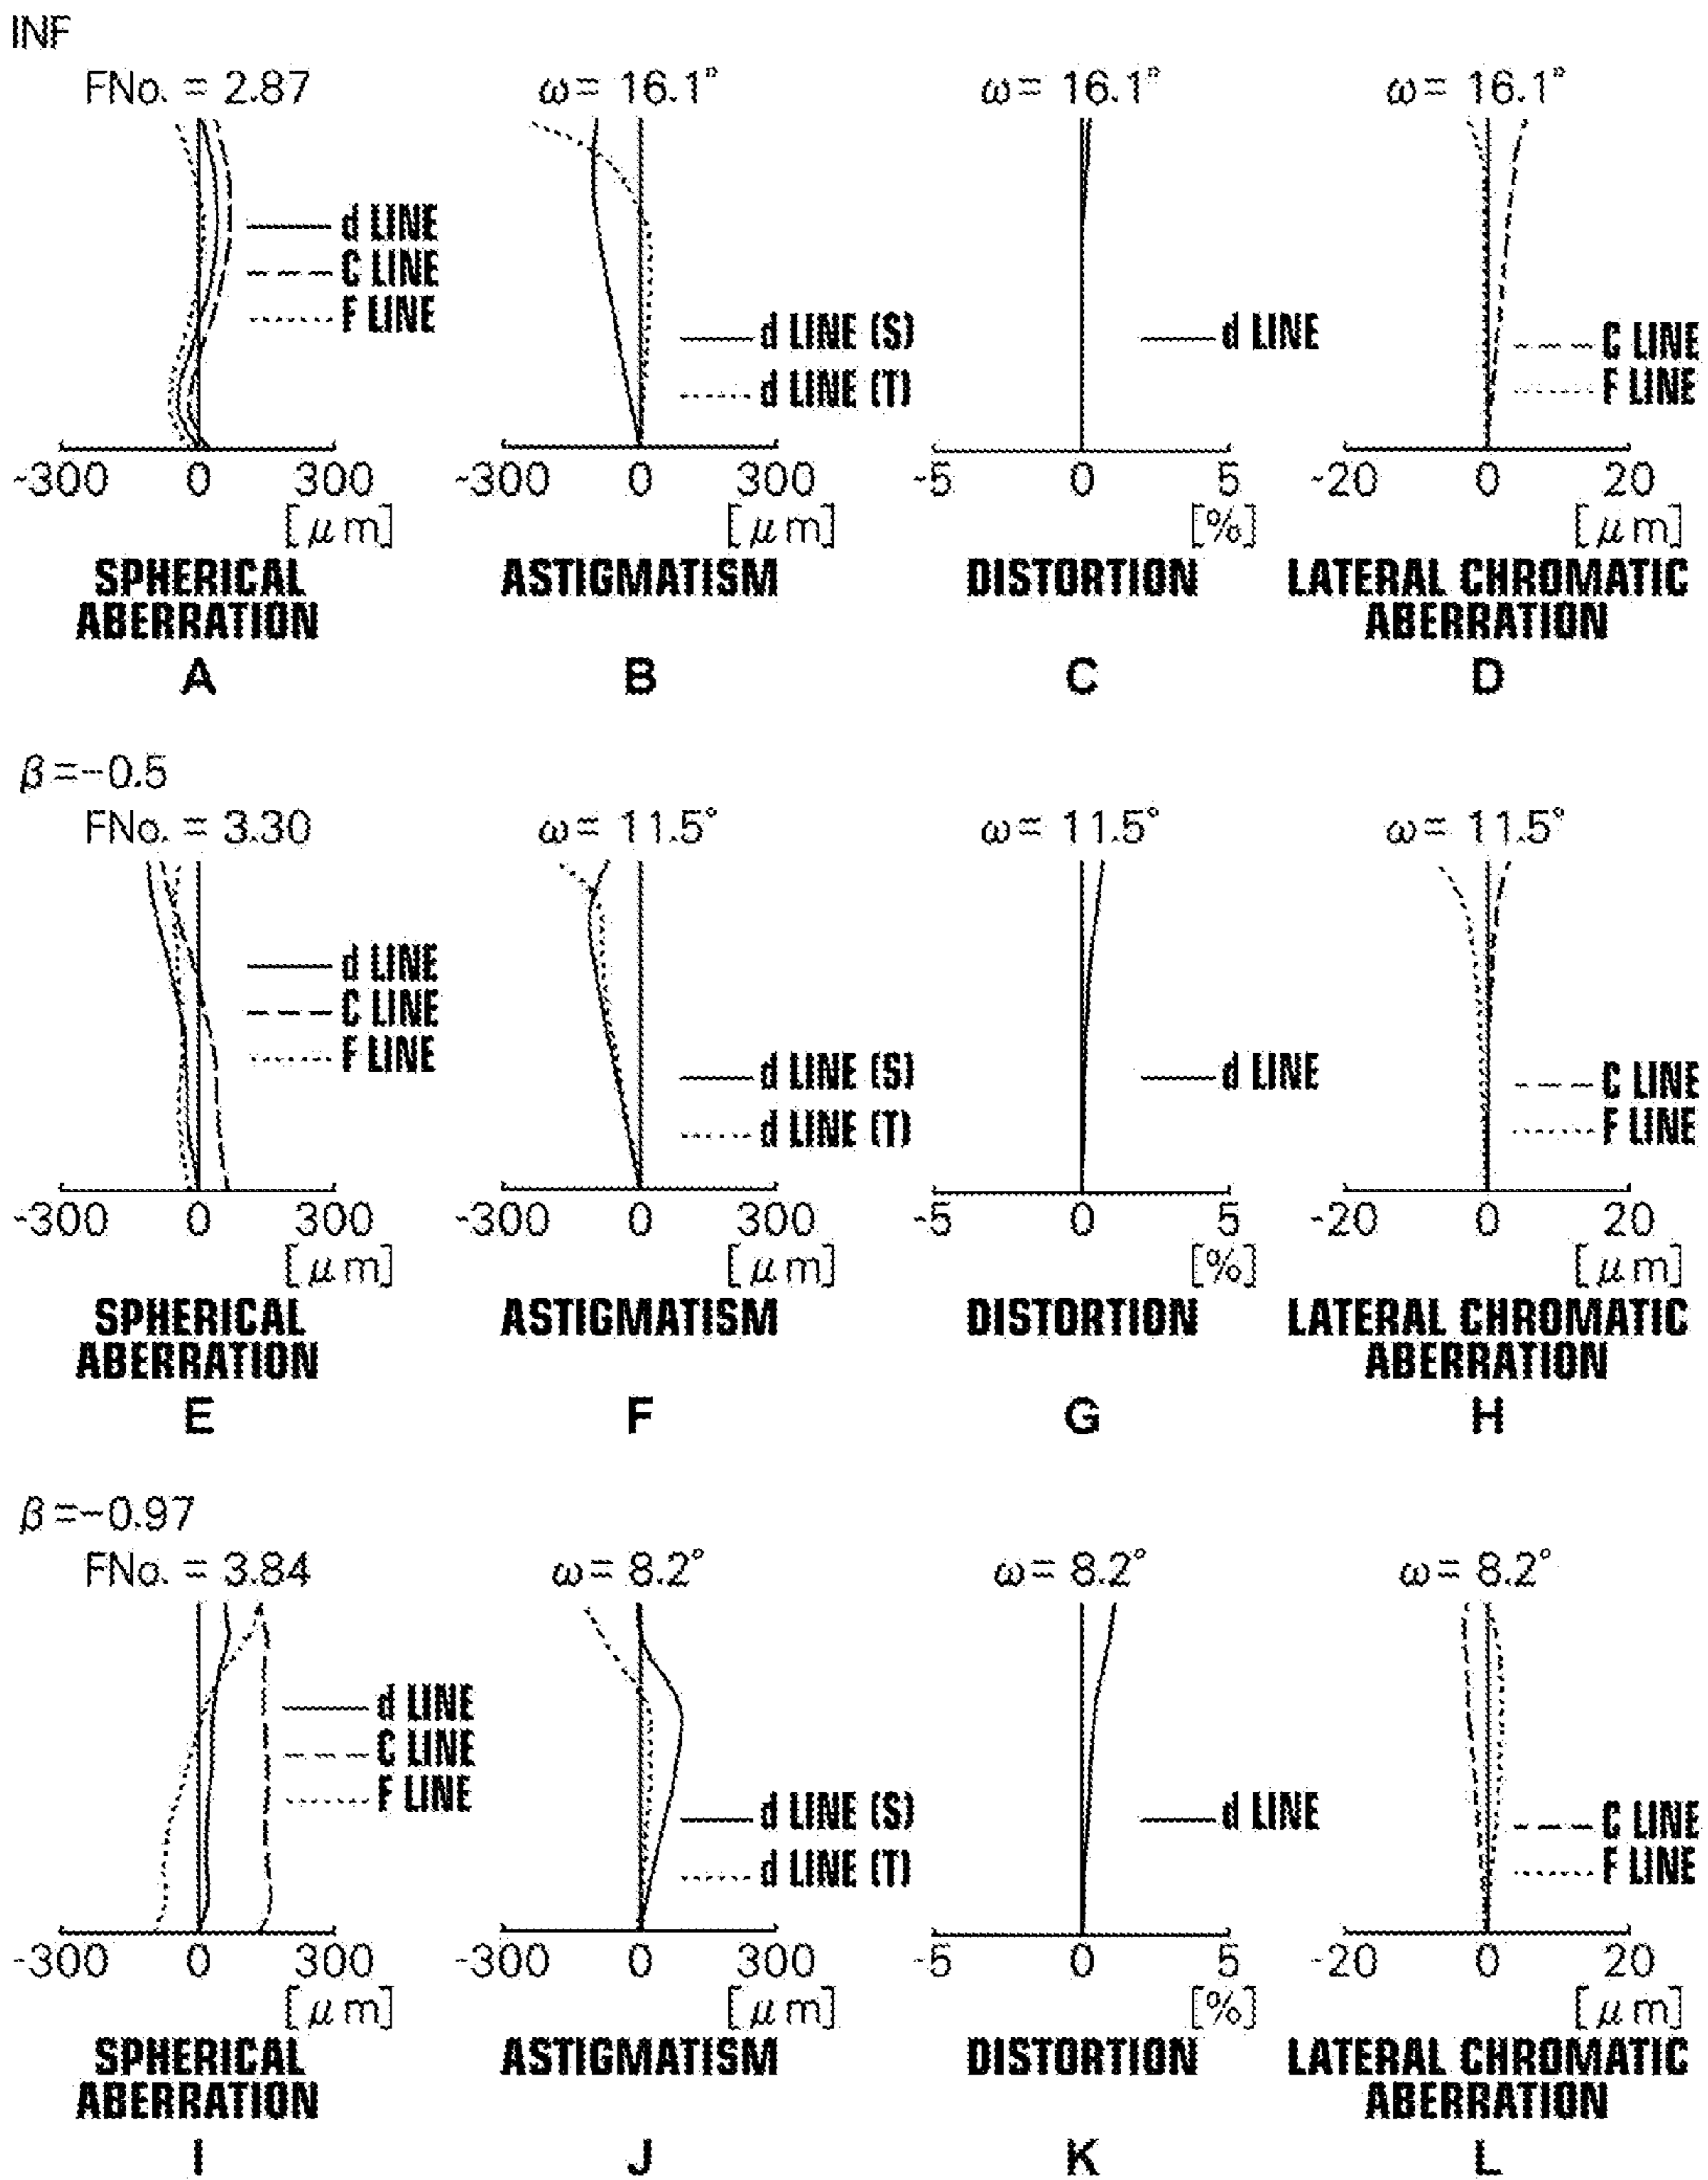 INF
FNo. = 2.87
ω= 16.1°
ω= 16.1°
ω= 16.1°
d LINE
C LINE
F LINE
d LINE (S)
d LINE (T)
d LINE
C LINE
F LINE
-300 0 300
[μm]
-300 0 300
[μm]
-5 0 5
[%]
-20 0 20
[μm]
SPHERICAL
ABERRATION
ASTIGMATISM
DISTORTION
LATERAL CHROMATIC
ABERRATION
A
B
C
D
β=-0.5
FNo. = 3.30
ω= 11.5°
ω= 11.5°
ω= 11.5°
d LINE
C LINE
F LINE
d LINE (S)
d LINE (T)
d LINE
C LINE
F LINE
-300 0 300
[μm]
-300 0 300
[μm]
-5 0 5
[%]
-20 0 20
[μm]
SPHERICAL
ABERRATION
ASTIGMATISM
DISTORTION
LATERAL CHROMATIC
ABERRATION
E
F
G
H
β=-0.97
FNo. = 3.84
ω= 8.2°
ω= 8.2°
ω= 8.2°
d LINE
C LINE
F LINE
d LINE (S)
d LINE (T)
d LINE
C LINE
F LINE
-300 0 300
[μm]
-300 0 300
[μm]
-5 0 5
[%]
-20 0 20
[μm]
SPHERICAL
ABERRATION
ASTIGMATISM
DISTORTION
LATERAL CHROMATIC
ABERRATION
I
J
K
L